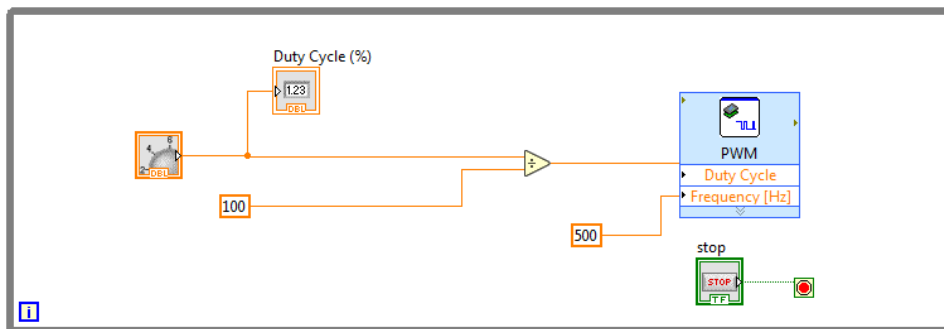 Duty Cycle (%)
1.23
DBL
2
4
6
DBL
÷
100
PWM
Duty Cycle
Frequency [Hz]
500
stop
STOP
TF
i